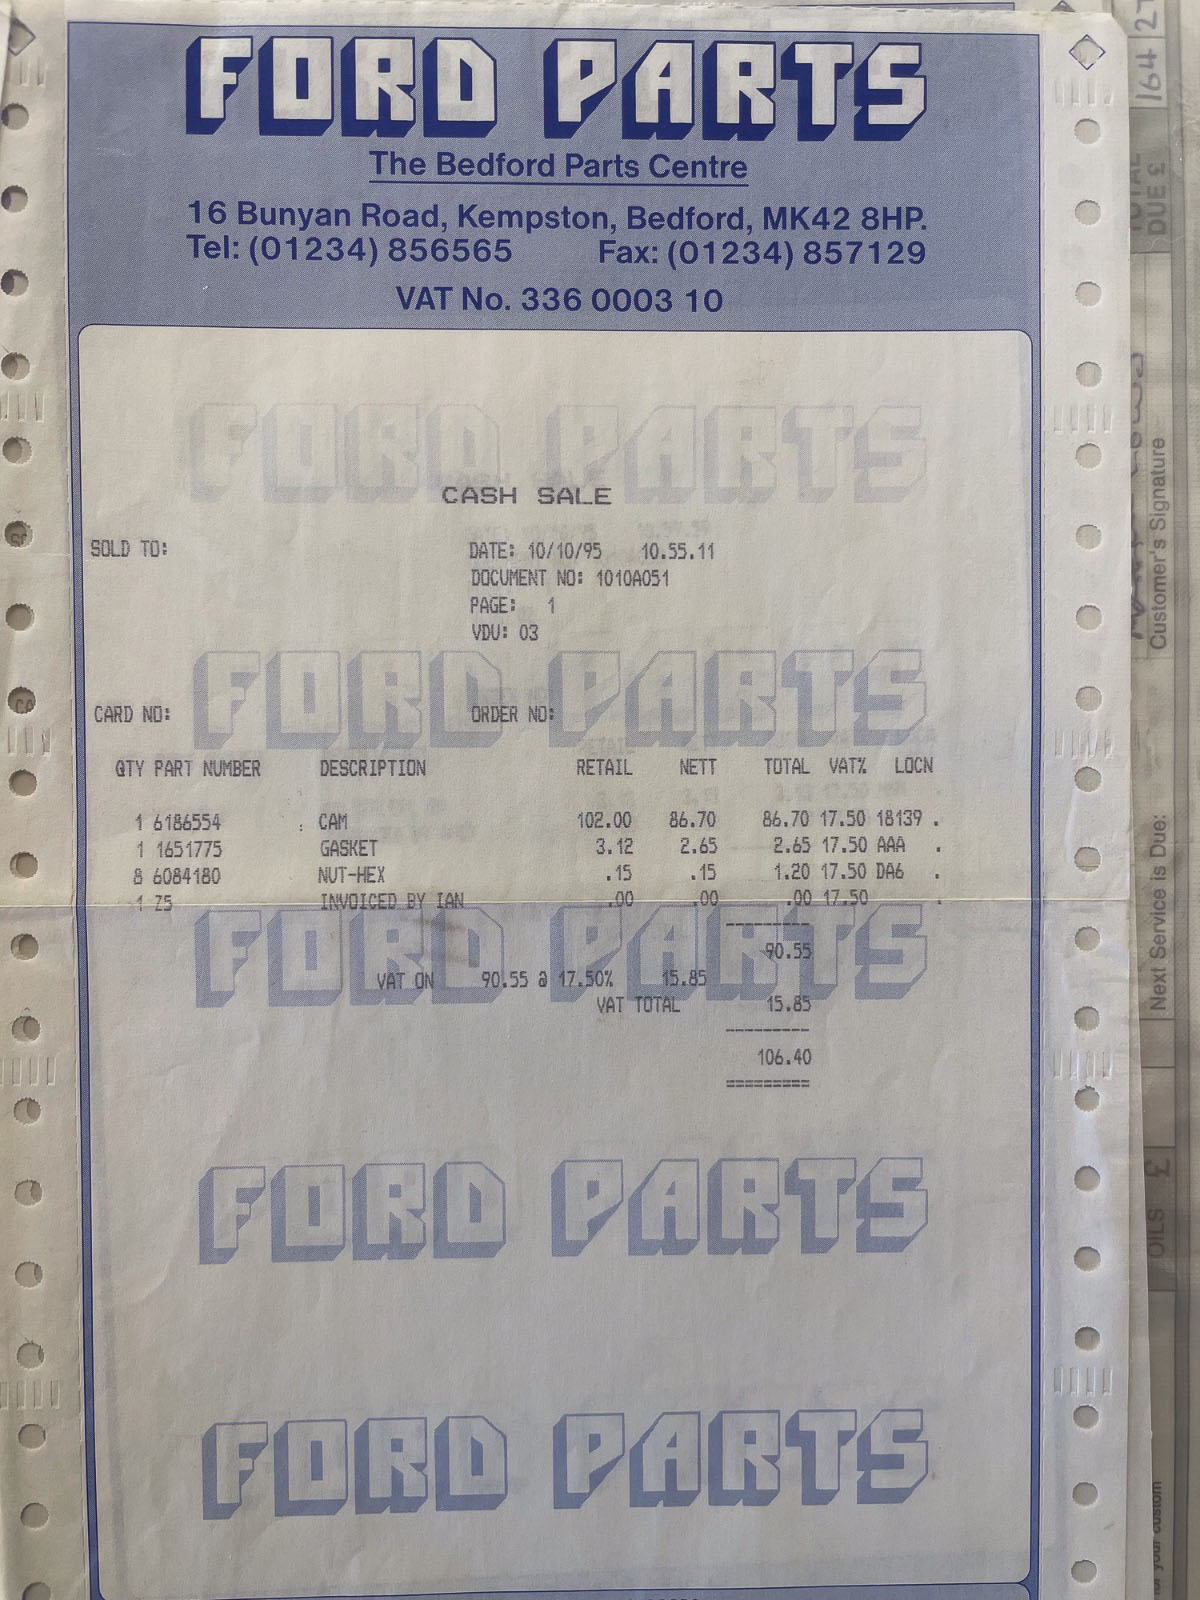 FORD PARTS
The Bedford Parts Centre
16 Bunyan Road, Kempston, Bedford, MK42 8HP.
Tel: (01234) 856565 Fax: (01234) 857129
VAT No. 336 0003 10
FORD PARTS
CASH SALE
SOLD TO: DATE: 10/10/95 10.55.11
DOCUMENT NO: 1010A051
PAGE: 1
VDU: 03
FORD PARTS
CARD NO: ORDER NO:
QTY PART NUMBER DESCRIPTION RETAIL NETT TOTAL VAT% LOCN
1 6186554 : CAM 102.00 86.70 86.70 17.50 18139 .
1 1651775 GASKET 3.12 2.65 2.65 17.50 AAA .
8 6084180 NUT-HEX .15 .15 1.20 17.50 DA6 .
1 Z5 INVOICED BY IAN .00 .00 .00 17.50 .
FORD PARTS
90.55
VAT ON 90.55 @ 17.50% 15.85
VAT TOTAL 15.85
106.40
FORD PARTS
FORD PARTS
164 27
TOTAL
DUE £
Customer's Signature
Next Service is Due:
OILS £
your custom